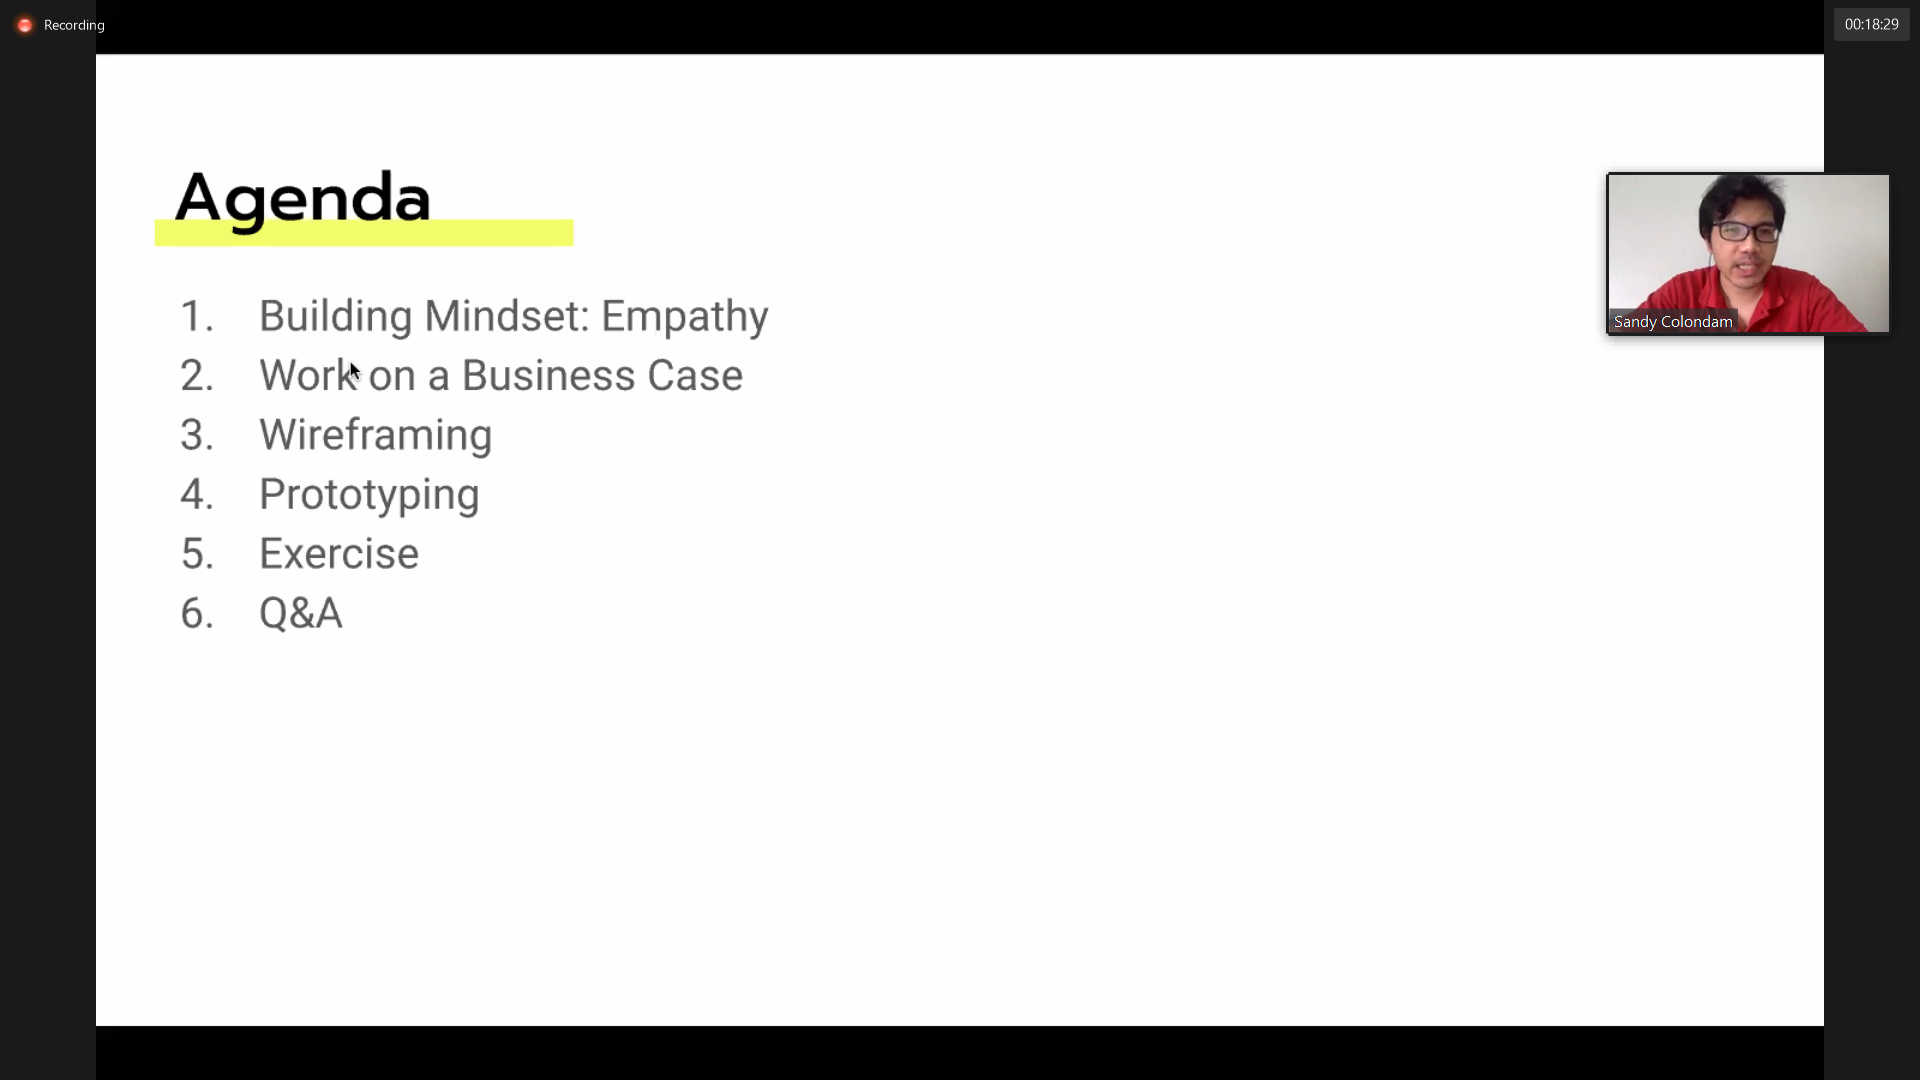 Recording
00:18:29
Agenda
1. Building Mindset: Empathy
2. Work on a Business Case
3. Wireframing
4. Prototyping
5. Exercise
6. Q&A
Sandy Colondam